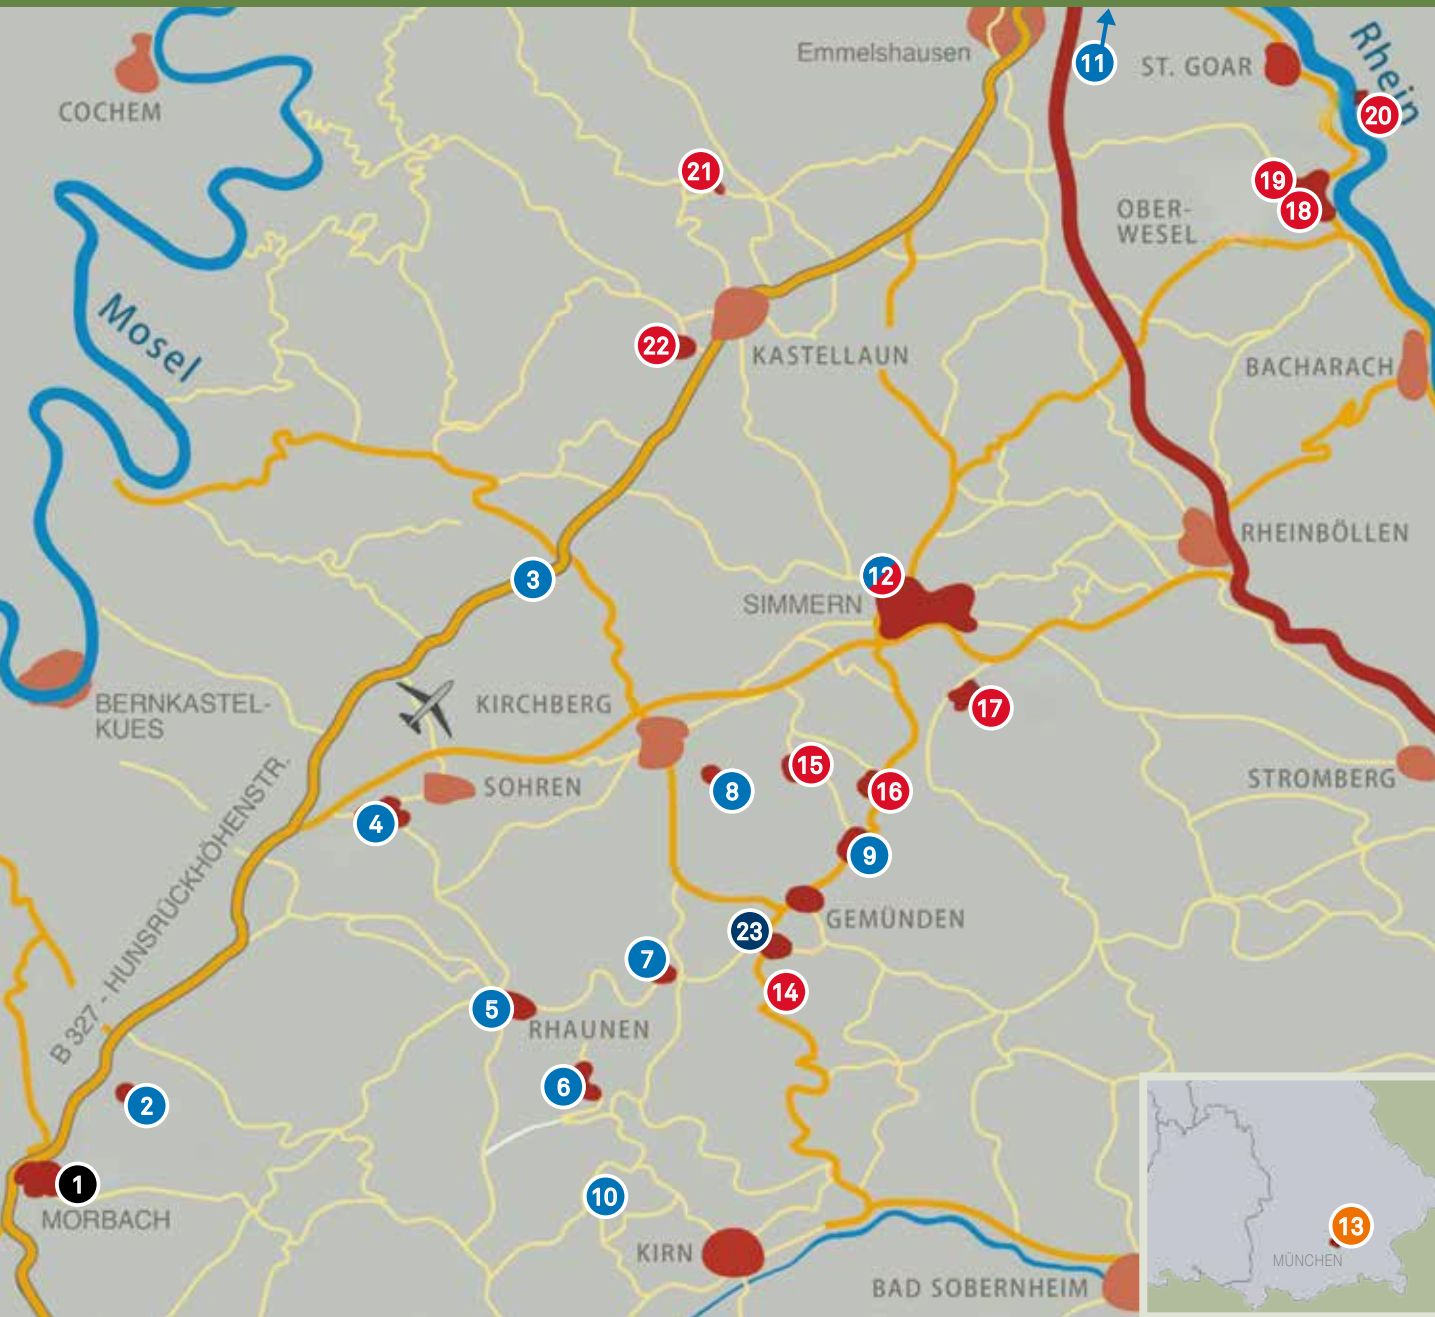 Emmelshausen
11
ST. GOAR
Rhein
COCHEM
20
21
19
18
OBER-
WESEL
Mosel
22
KASTELLAUN
BACHARACH
RHEINBÖLLEN
3
12
SIMMERN
BERNKASTEL-
KUES
KIRCHBERG
17
SOHREN
8
15
16
STROMBERG
4
B 327 - HUNSRÜCKHÖHENSTR.
9
GEMÜNDEN
23
7
14
5
RHAUNEN
6
2
1
MORBACH
10
KIRN
BAD SOBERNHEIM
13
MÜNCHEN